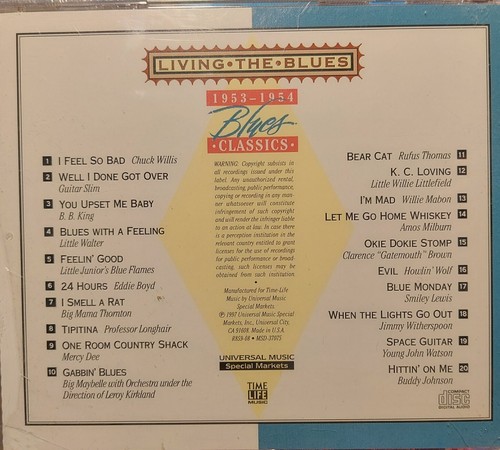 LIVING • THE • BLUES
1953-1954
Blues
• CLASSICS •
1 I FEEL SO BAD Chuck Willis
2 WELL I DONE GOT OVER
Guitar Slim
3 YOU UPSET ME BABY
B. B. King
4 BLUES WITH A FEELING
Little Walter
5 FEELIN' GOOD
Little Junior's Blue Flames
6 24 HOURS Eddie Boyd
7 I SMELL A RAT
Big Mama Thornton
8 TIPITINA Professor Longhair
9 ONE ROOM COUNTRY SHACK
Mercy Dee
10 GABBIN' BLUES
Big Maybelle with Orchestra under the
Direction of Leroy Kirkland
WARNING: Copyright subsists in
all recordings issued under this
label. Any unauthorized rental,
broadcasting public performance,
copying or recording in any man-
ner whatsoever will constitute
infringement of such copyright
and will render the infringer liable
to an action at law. In case there
is a perception institution in the
relevant country entitled to grant
licenses for the use of recordings
for public performance or broad-
casting, such licenses may be
obtained from such institution.
•
Manufactured for Time-Life
Music by Universal Music
Special Markets
℗ 1997 Universal Music Special
Markets, Inc., Universal City,
CA 91608. Made in U.S.A.
R859-08 • MSD-37075
UNIVERSAL MUSIC
Special Markets
TIME
LIFE
MUSIC
BEAR CAT Rufus Thomas 11
K. C. LOVING 12
Little Willie Littlefield
I'M MAD Willie Mabon 13
LET ME GO HOME WHISKEY 14
Amos Milburn
OKIE DOKIE STOMP 15
Clarence "Gatemouth" Brown
EVIL Howlin' Wolf 16
BLUE MONDAY 17
Smiley Lewis
WHEN THE LIGHTS GO OUT 18
Jimmy Witherspoon
SPACE GUITAR 19
Young John Watson
HITTIN' ON ME 20
Buddy Johnson
COMPACT
disc
DIGITAL AUDIO